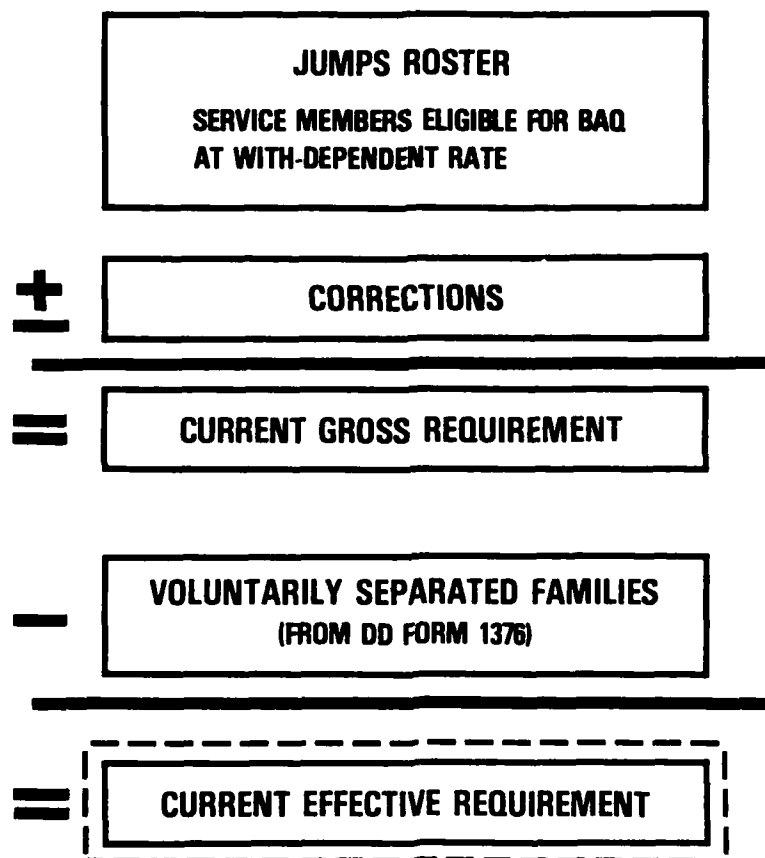 JUMPS ROSTER
SERVICE MEMBERS ELIGIBLE FOR BAQ
AT WITH-DEPENDENT RATE
± CORRECTIONS
= CURRENT GROSS REQUIREMENT
- VOLUNTARILY SEPARATED FAMILIES
(FROM DD FORM 1376)
= CURRENT EFFECTIVE REQUIREMENT